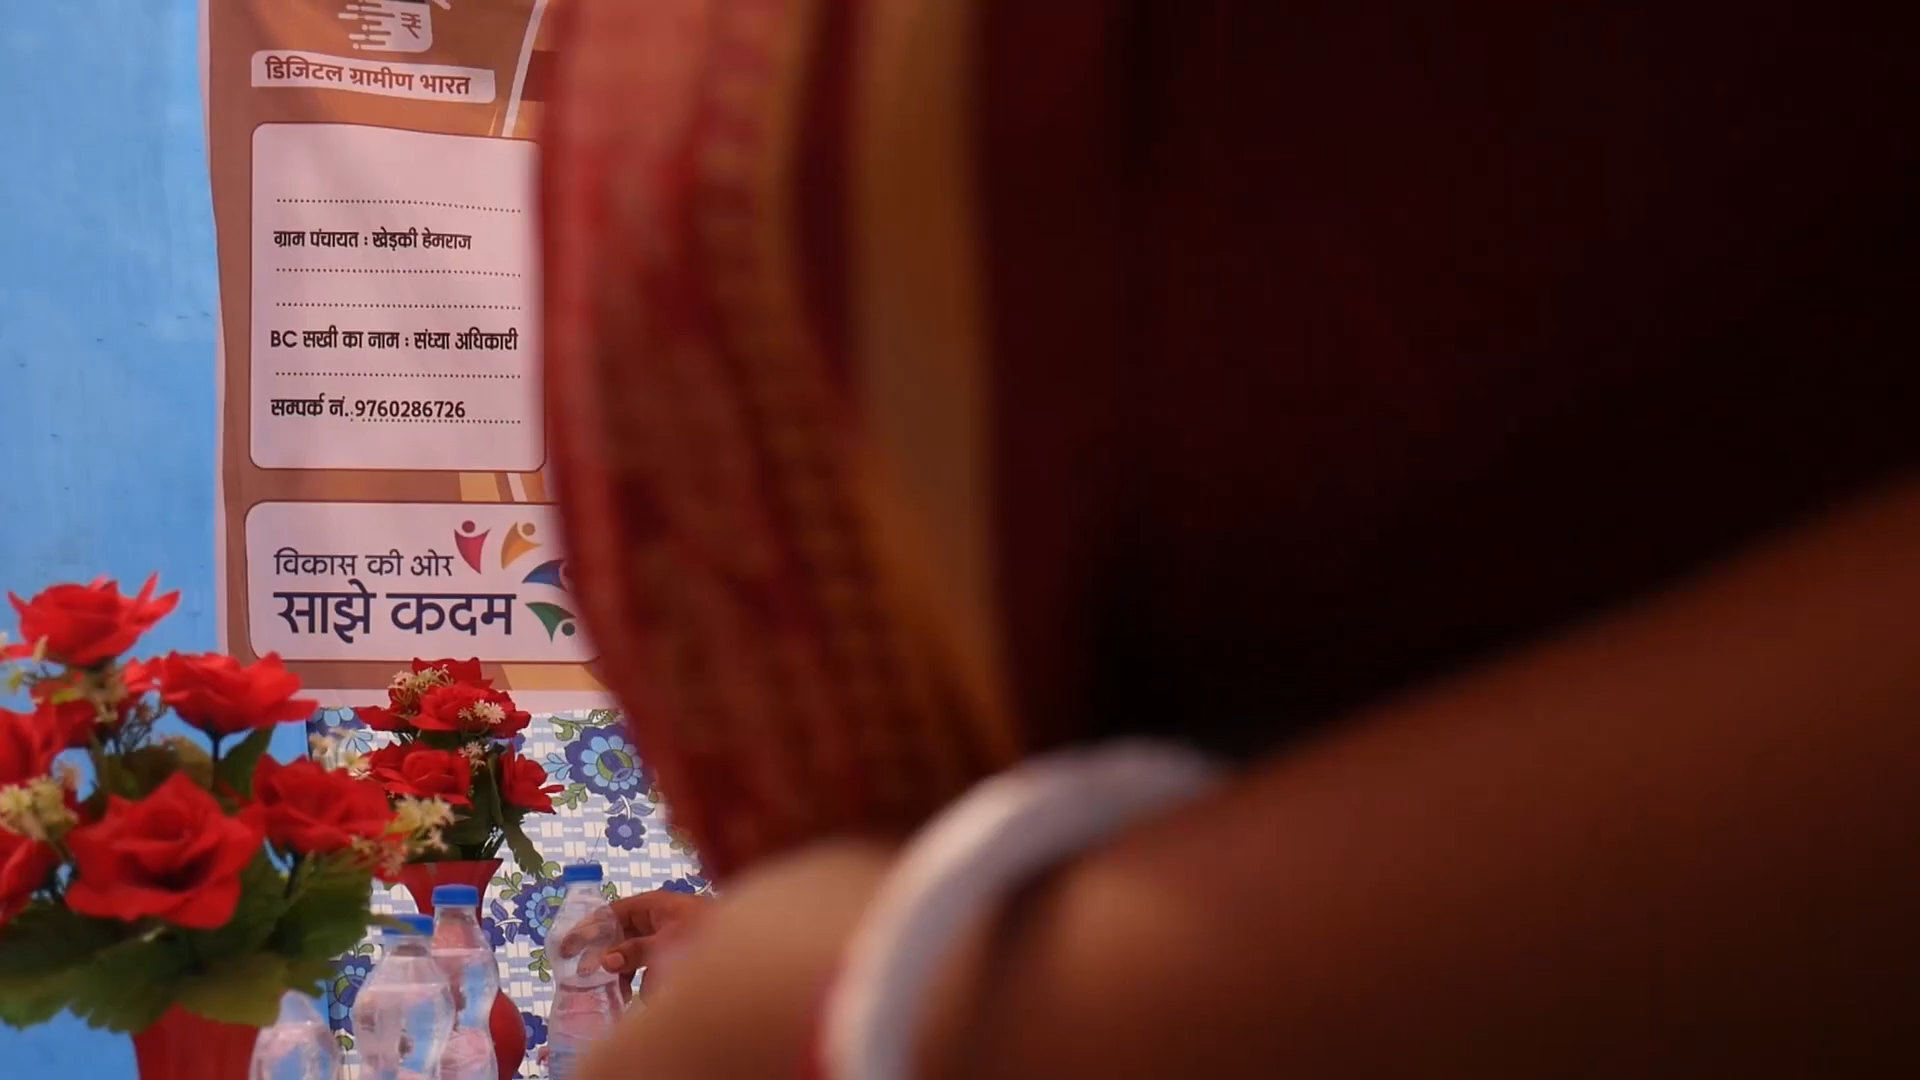 ₹
डिजिटल ग्रामीण भारत
ग्राम पंचायत : खेड़की हेमराज
BC सखी का नाम : संध्या अधिकारी
सम्पर्क नं. 9760286726
विकास की ओर
साझे कदम